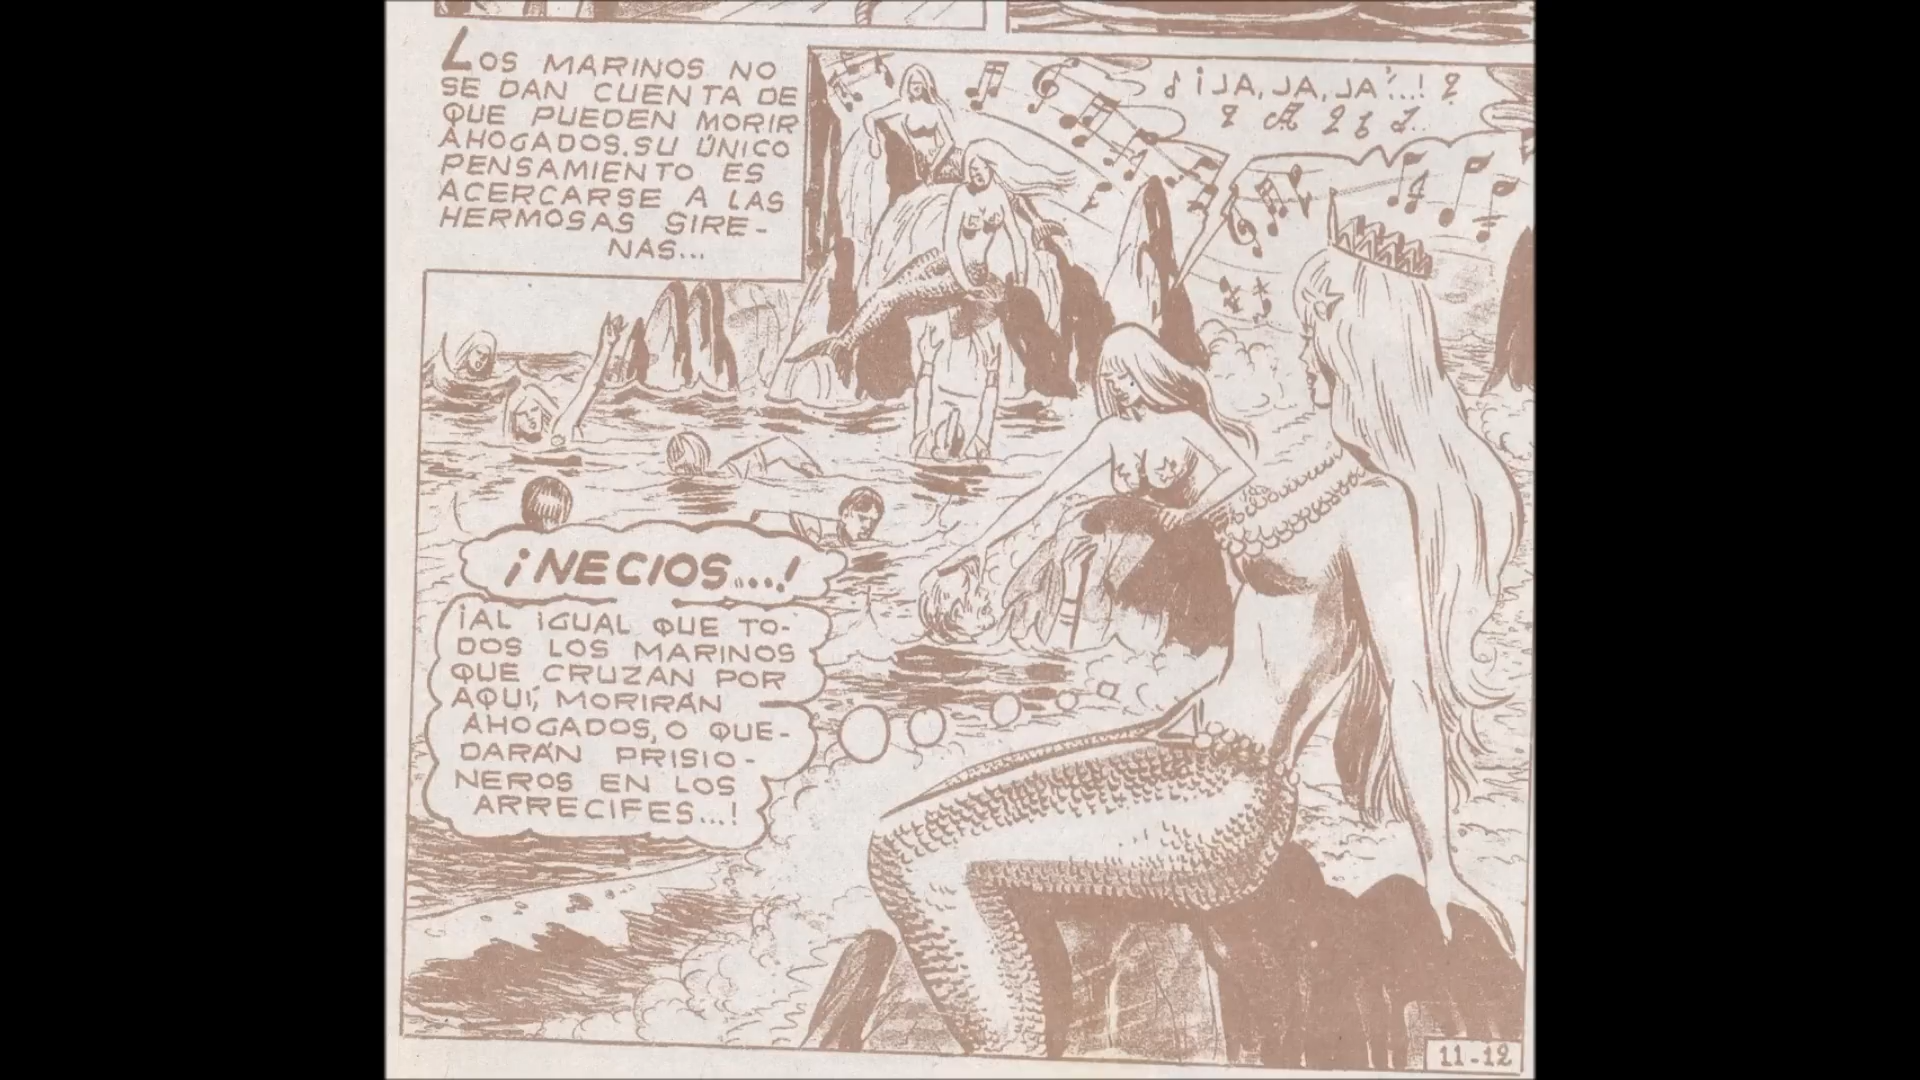 LOS MARINOS NO
SE DAN CUENTA DE
QUE PUEDEN MORIR
AHOGADOS. SU ÚNICO
PENSAMIENTO ES
ACERCARSE A LAS
HERMOSAS SIRE-
NAS...
¡JA, JA, JA...!
¡NECIOS....!
¡AL IGUAL QUE TO-
DOS LOS MARINOS
QUE CRUZAN POR
AQUÍ, MORIRÁN
AHOGADOS, O QUE-
DARÁN PRISIO-
NEROS EN LOS
ARRECIFES...!
11-12